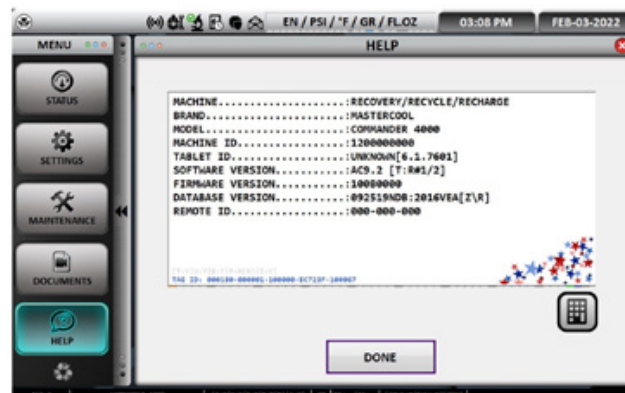 EN / PSI / °F / GR / FL.OZ
03:08 PM
FEB-03-2022
MENU
HELP
STATUS
SETTINGS
MAINTENANCE
DOCUMENTS
HELP
MACHINE......................:RECOVERY/RECYCLE/RECHARGE
BRAND........................:MASTERCOOL
MODEL........................:COMMANDER 4000
MACHINE ID...................:1200000000
TABLET ID....................:UNKNOWN[6.1.7601]
SOFTWARE VERSION.............:AC9.2 [T:R#1/2]
FIRMWARE VERSION.............:10080000
DATABASE VERSION.............:092519NDB:2016VEA[Z\R]
REMOTE ID....................:000-000-000
DONE